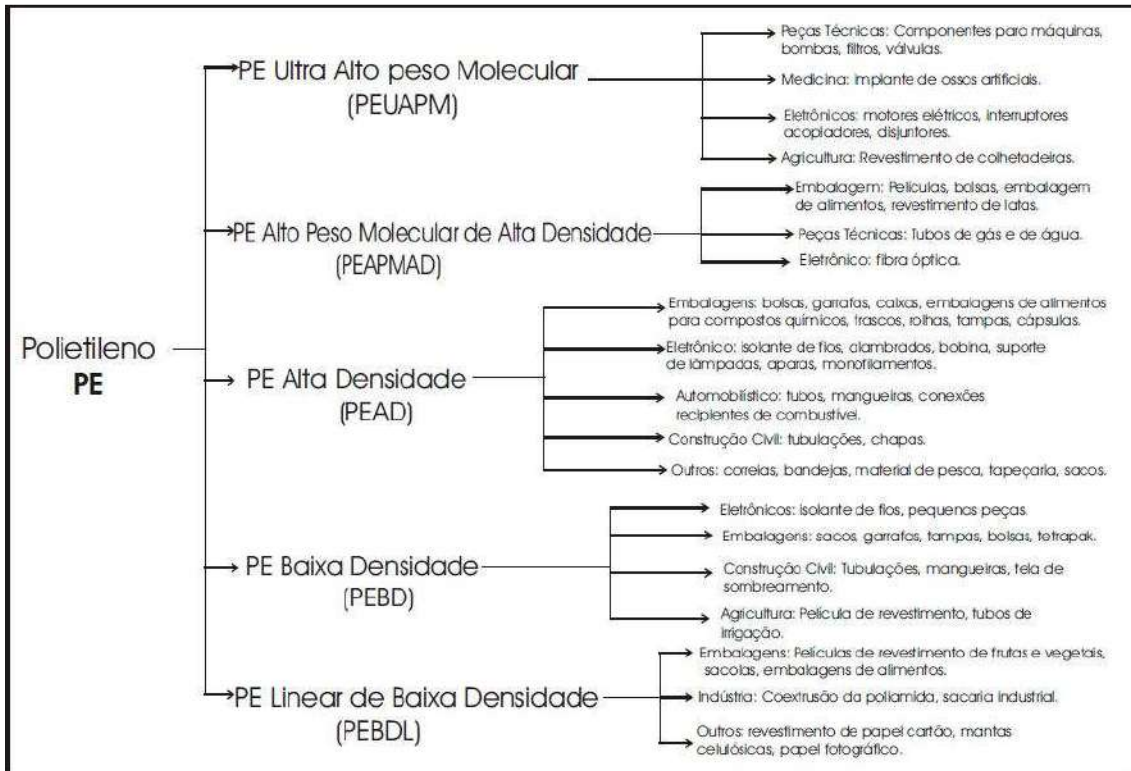 Polietileno
PE
PE Ultra Alto peso Molecular
(PEUAPM)
Peças Técnicas: Componentes para máquinas,
bombas, filtros, válvulas.
Medicina: implante de ossos artificiais.
Eletrônicos: motores elétricos, interruptores
acopladores, disjuntores.
Agricultura: Revestimento de colhetadeiras.
PE Alto Peso Molecular de Alta Densidade
(PEAPMAD)
Embalagem: Películas, bolsas, embalagem
de alimentos, revestimento de latas.
Peças Técnicas: Tubos de gás e de água.
Eletrônico: fibra óptica.
PE Alta Densidade
(PEAD)
Embalagens: bolsas, garrafas, caixas, embalagens de alimentos
para compostos químicos, frascos, rolhas, tampas, cápsulas.
Eletrônico: isolante de fios, alambrados, bobina, suporte
de lâmpadas, aparas, monofilamentos.
Automobilístico: tubos, mangueiras, conexões
recipientes de combustível.
Construção Civil: tubulações, chapas.
Outros: correias, bandejas, material de pesca, tapeçaria, sacos.
PE Baixa Densidade
(PEBD)
Eletrônicos: isolante de fios, pequenas peças.
Embalagens: sacos, garrafas, tampas, bolsas, tetrapak.
Construção Civil: Tubulações, mangueiras, tela de
sombreamento.
Agricultura: Película de revestimento, tubos de
irrigação.
PE Linear de Baixa Densidade
(PEBDL)
Embalagens: Películas de revestimento de frutas e vegetais,
sacolas, embalagens de alimentos.
Indústria: Coextrusão da poliamida, sacaria industrial.
Outros: revestimento de papel cartão, mantas
celulósicas, papel fotográfico.